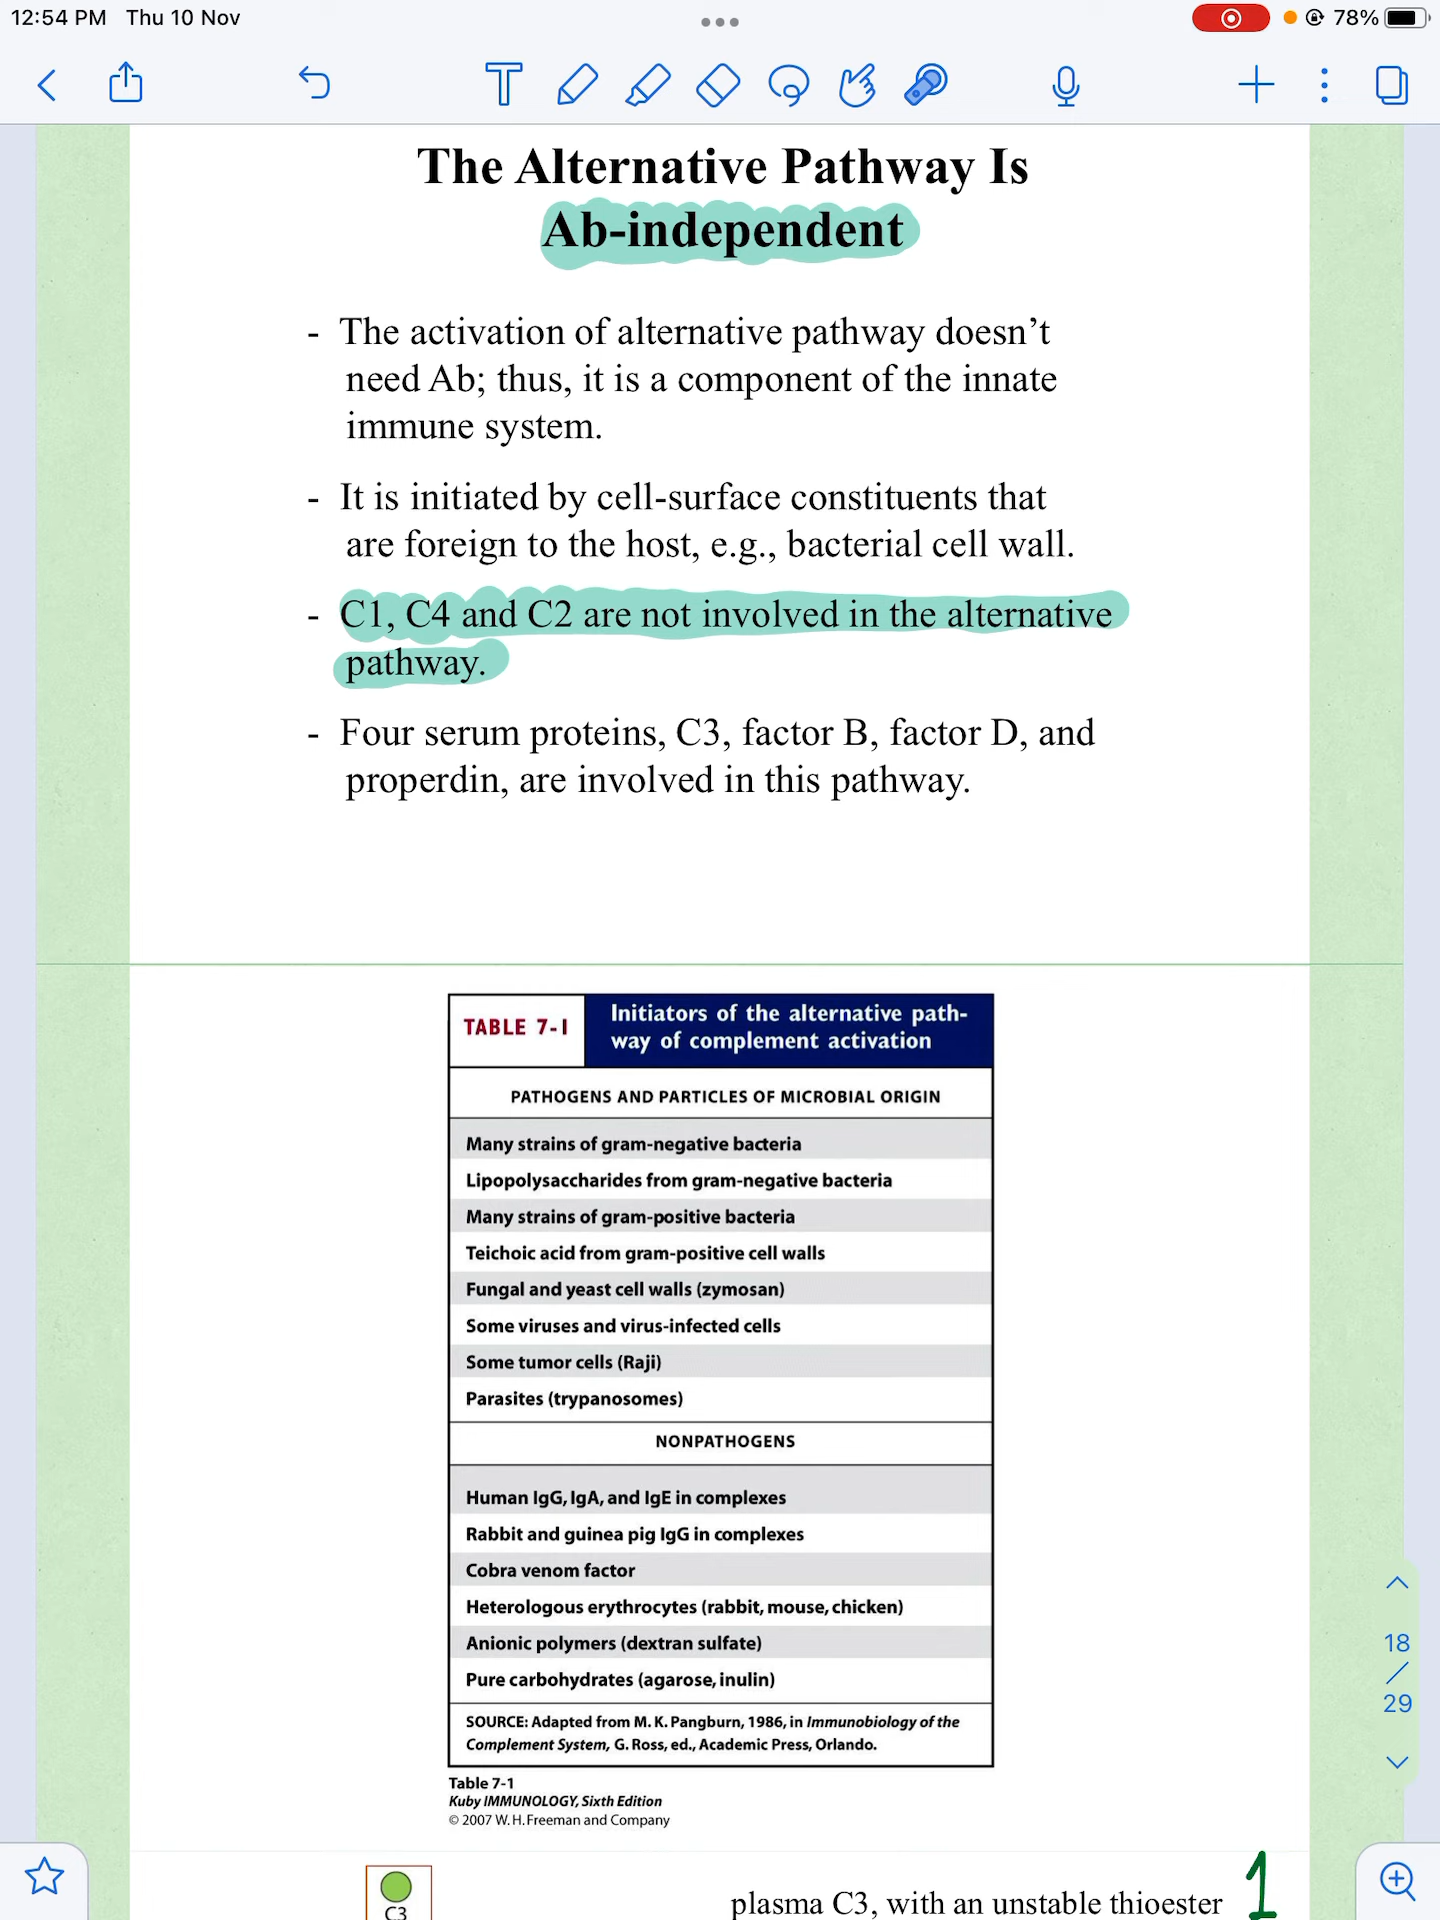 12:54 PM Thu 10 Nov
78%
The Alternative Pathway Is
Ab-independent
- The activation of alternative pathway doesn’t
need Ab; thus, it is a component of the innate
immune system.
- It is initiated by cell-surface constituents that
are foreign to the host, e.g., bacterial cell wall.
- C1, C4 and C2 are not involved in the alternative
pathway.
- Four serum proteins, C3, factor B, factor D, and
properdin, are involved in this pathway.
TABLE 7-1
Initiators of the alternative path-
way of complement activation
PATHOGENS AND PARTICLES OF MICROBIAL ORIGIN
Many strains of gram-negative bacteria
Lipopolysaccharides from gram-negative bacteria
Many strains of gram-positive bacteria
Teichoic acid from gram-positive cell walls
Fungal and yeast cell walls (zymosan)
Some viruses and virus-infected cells
Some tumor cells (Raji)
Parasites (trypanosomes)
NONPATHOGENS
Human IgG, IgA, and IgE in complexes
Rabbit and guinea pig IgG in complexes
Cobra venom factor
Heterologous erythrocytes (rabbit, mouse, chicken)
Anionic polymers (dextran sulfate)
Pure carbohydrates (agarose, inulin)
SOURCE: Adapted from M. K. Pangburn, 1986, in Immunobiology of the
Complement System, G. Ross, ed., Academic Press, Orlando.
Table 7-1
Kuby IMMUNOLOGY, Sixth Edition
© 2007 W. H. Freeman and Company
18
/
29
C3
plasma C3, with an unstable thioester
1